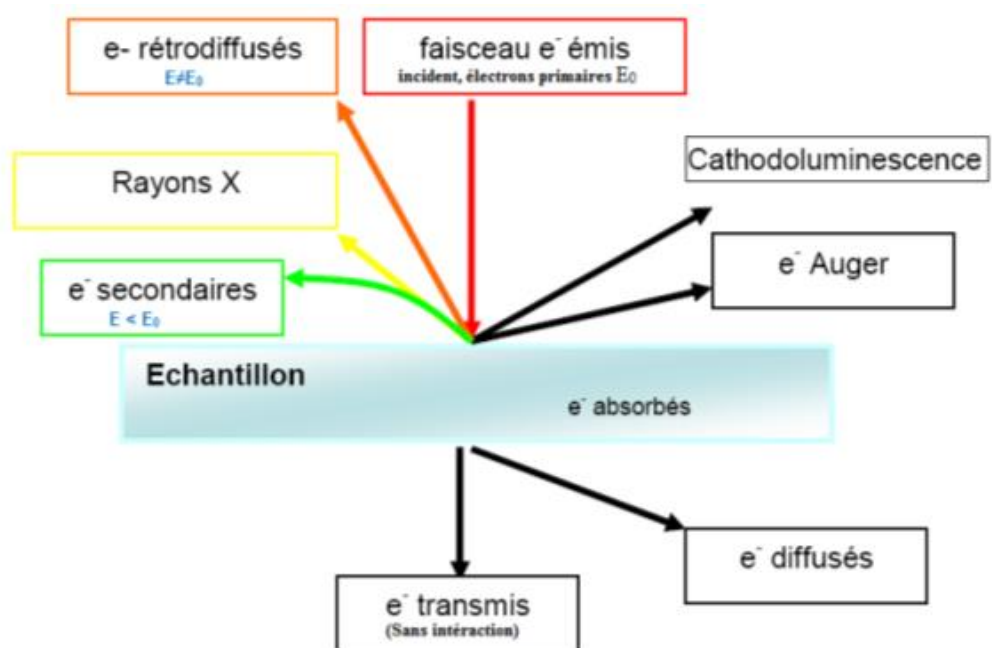 e- rétrodiffusés
E≠E₀
faisceau e⁻ émis
incident, électrons primaires E₀
Cathodoluminescence
Rayons X
e⁻ Auger
e⁻ secondaires
E < E₀
Echantillon
e⁻ absorbés
e⁻ diffusés
e⁻ transmis
(Sans intéraction)